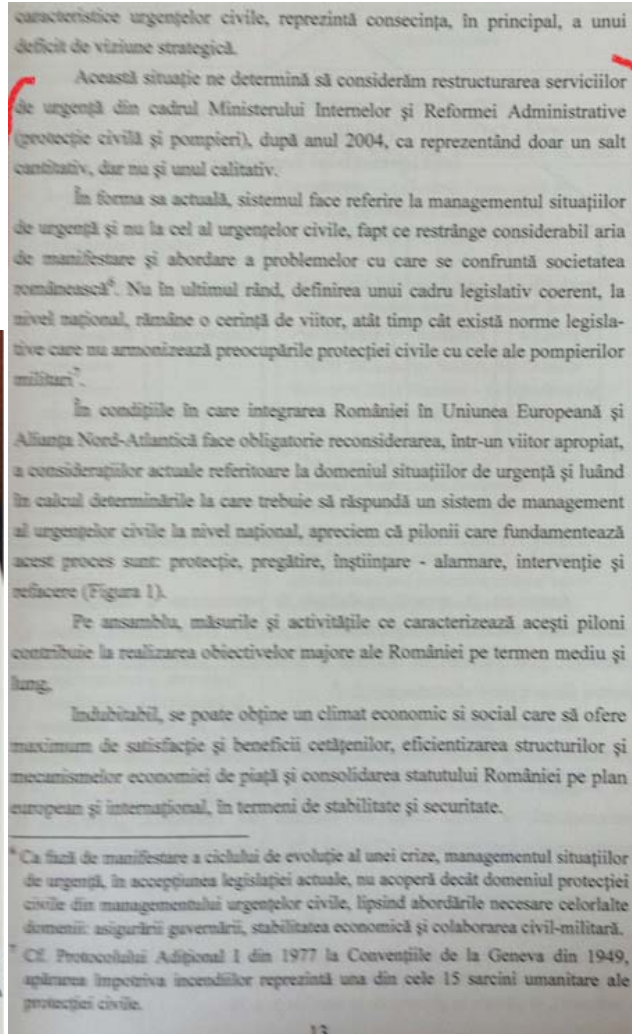 caracteristice urgențelor civile, reprezintă consecința, în principal, a unui
deficit de viziune strategică.
Această situație ne determină să considerăm restructurarea serviciilor
de urgență din cadrul Ministerului Internelor și Reformei Administrative
(protecție civilă și pompieri), după anul 2004, ca reprezentând doar un salt
cantitativ, dar nu și unul calitativ.
În forma sa actuală, sistemul face referire la managementul situațiilor
de urgență și nu la cel al urgențelor civile, fapt ce restrânge considerabil aria
de manifestare și abordare a problemelor cu care se confruntă societatea
românească⁶. Nu în ultimul rând, definirea unui cadru legislativ coerent, la
nivel național, rămâne o cerință de viitor, atât timp cât există norme legisla-
tive care nu armonizează preocupările protecției civile cu cele ale pompierilor
militari⁷.
În condițiile în care integrarea României în Uniunea Europeană și
Alianța Nord-Atlantică face obligatorie reconsiderarea, într-un viitor apropiat,
a considerațiilor actuale referitoare la domeniul situațiilor de urgență și luând
în calcul determinările la care trebuie să răspundă un sistem de management
al urgențelor civile la nivel național, apreciem că pilonii care fundamentează
acest proces sunt: protecție, pregătire, înștiințare - alarmare, intervenție și
refacere (Figura 1).
Pe ansamblu, măsurile și activitățile ce caracterizează acești piloni
contribuie la realizarea obiectivelor majore ale României pe termen mediu și
lung.
Indubitabil, se poate obține un climat economic si social care să ofere
maximum de satisfacție și beneficii cetățenilor, eficientizarea structurilor și
mecanismelor economiei de piață și consolidarea statutului României pe plan
european și internațional, în termeni de stabilitate și securitate.
⁶ Ca fază de manifestare a ciclului de evoluție al unei crize, managementul situațiilor
de urgență, în accepțiunea legislației actuale, nu acoperă decât domeniul protecției
civile din managementului urgențelor civile, lipsind abordările necesare celorlalte
domenii: asigurării guvernării, stabilitatea economică și colaborarea civil-militară.
⁷ Cf. Protocolului Adițional I din 1977 la Convențiile de la Geneva din 1949,
apărarea împotriva incendiilor reprezintă una din cele 15 sarcini umanitare ale
protecției civile.
13